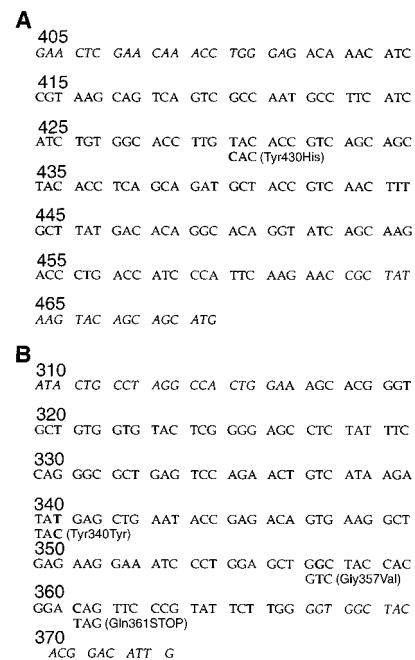 A
405
GAA CTC GAA CAA ACC TGG GAG ACA AAC ATC
415
CGT AAG CAG TCA GTC GCC AAT GCC TTC ATC
425
ATC TGT GGC ACC TTG TAC ACC GTC AGC AGC
CAC (Tyr430His)
435
TAC ACC TCA GCA GAT GCT ACC GTC AAC TTT
445
GCT TAT GAC ACA GGC ACA GGT ATC AGC AAG
455
ACC CTG ACC ATC CCA TTC AAG AAC CGC TAT
465
AAG TAC AGC AGC ATG
B
310
ATA CTG CCT AGG CCA CTG GAA AGC ACG GGT
320
GCT GTG GTG TAC TCG GGG AGC CTC TAT TTC
330
CAG GGC GCT GAG TCC AGA ACT GTC ATA AGA
340
TAT GAG CTG AAT ACC GAG ACA GTG AAG GCT
TAC (Tyr340Tyr)
350
GAG AAG GAA ATC CCT GGA GCT GGC TAC CAC
GTC (Gly357Val)
360
GGA CAG TTC CCG TAT TCT TGG GGT GGC TAC
TAG (Gln361STOP)
370
ACG GAC ATT G